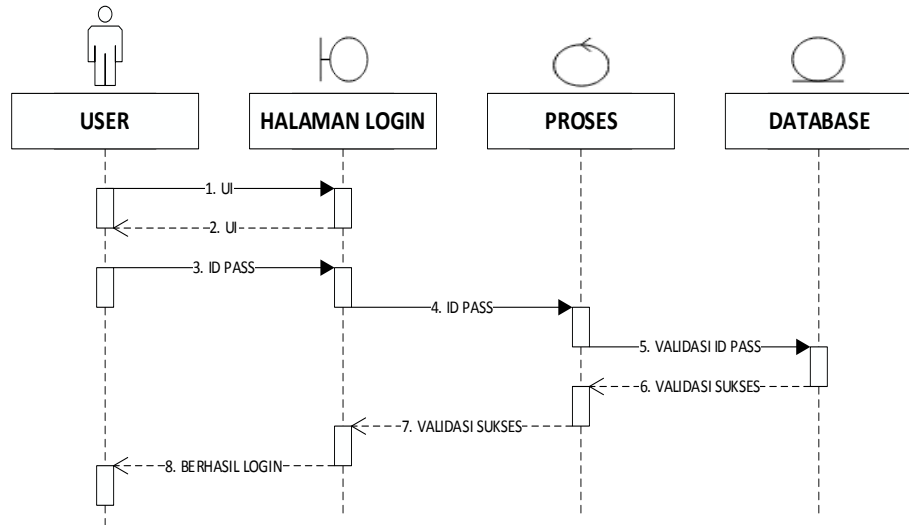 USER
HALAMAN LOGIN
PROSES
DATABASE
1. UI
2. UI
3. ID PASS
4. ID PASS
5. VALIDASI ID PASS
6. VALIDASI SUKSES
7. VALIDASI SUKSES
8. BERHASIL LOGIN